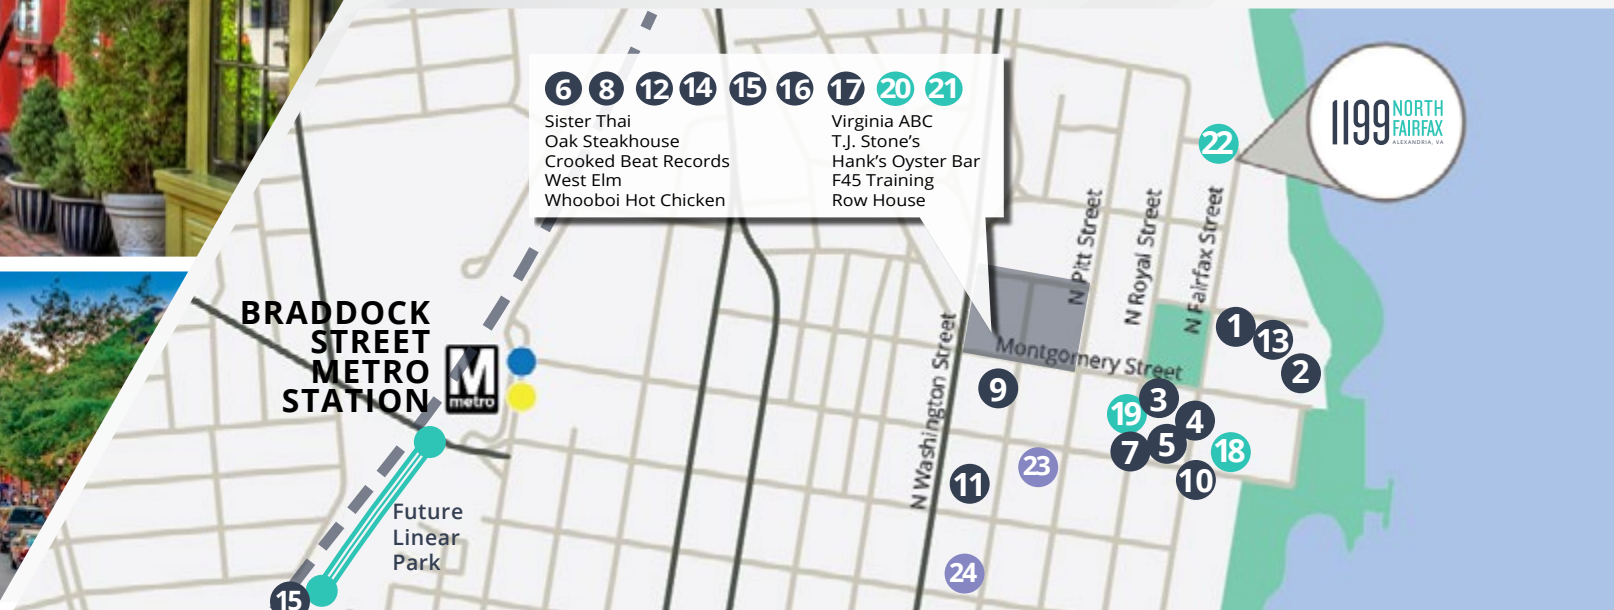 6 8 12 14 15 16 17 20 21
Sister Thai
Oak Steakhouse
Crooked Beat Records
West Elm
Whooboi Hot Chicken
Virginia ABC
T.J. Stone's
Hank's Oyster Bar
F45 Training
Row House
22
1199 NORTH
FAIRFAX
ALEXANDRIA, VA
N Pitt Street
N Royal Street
N Fairfax Street
N Washington Street
Montgomery Street
BRADDOCK
STREET
METRO
STATION
M
metro
1
13
2
9
3
19
4
5
7
18
10
11
23
24
Future
Linear
Park
15